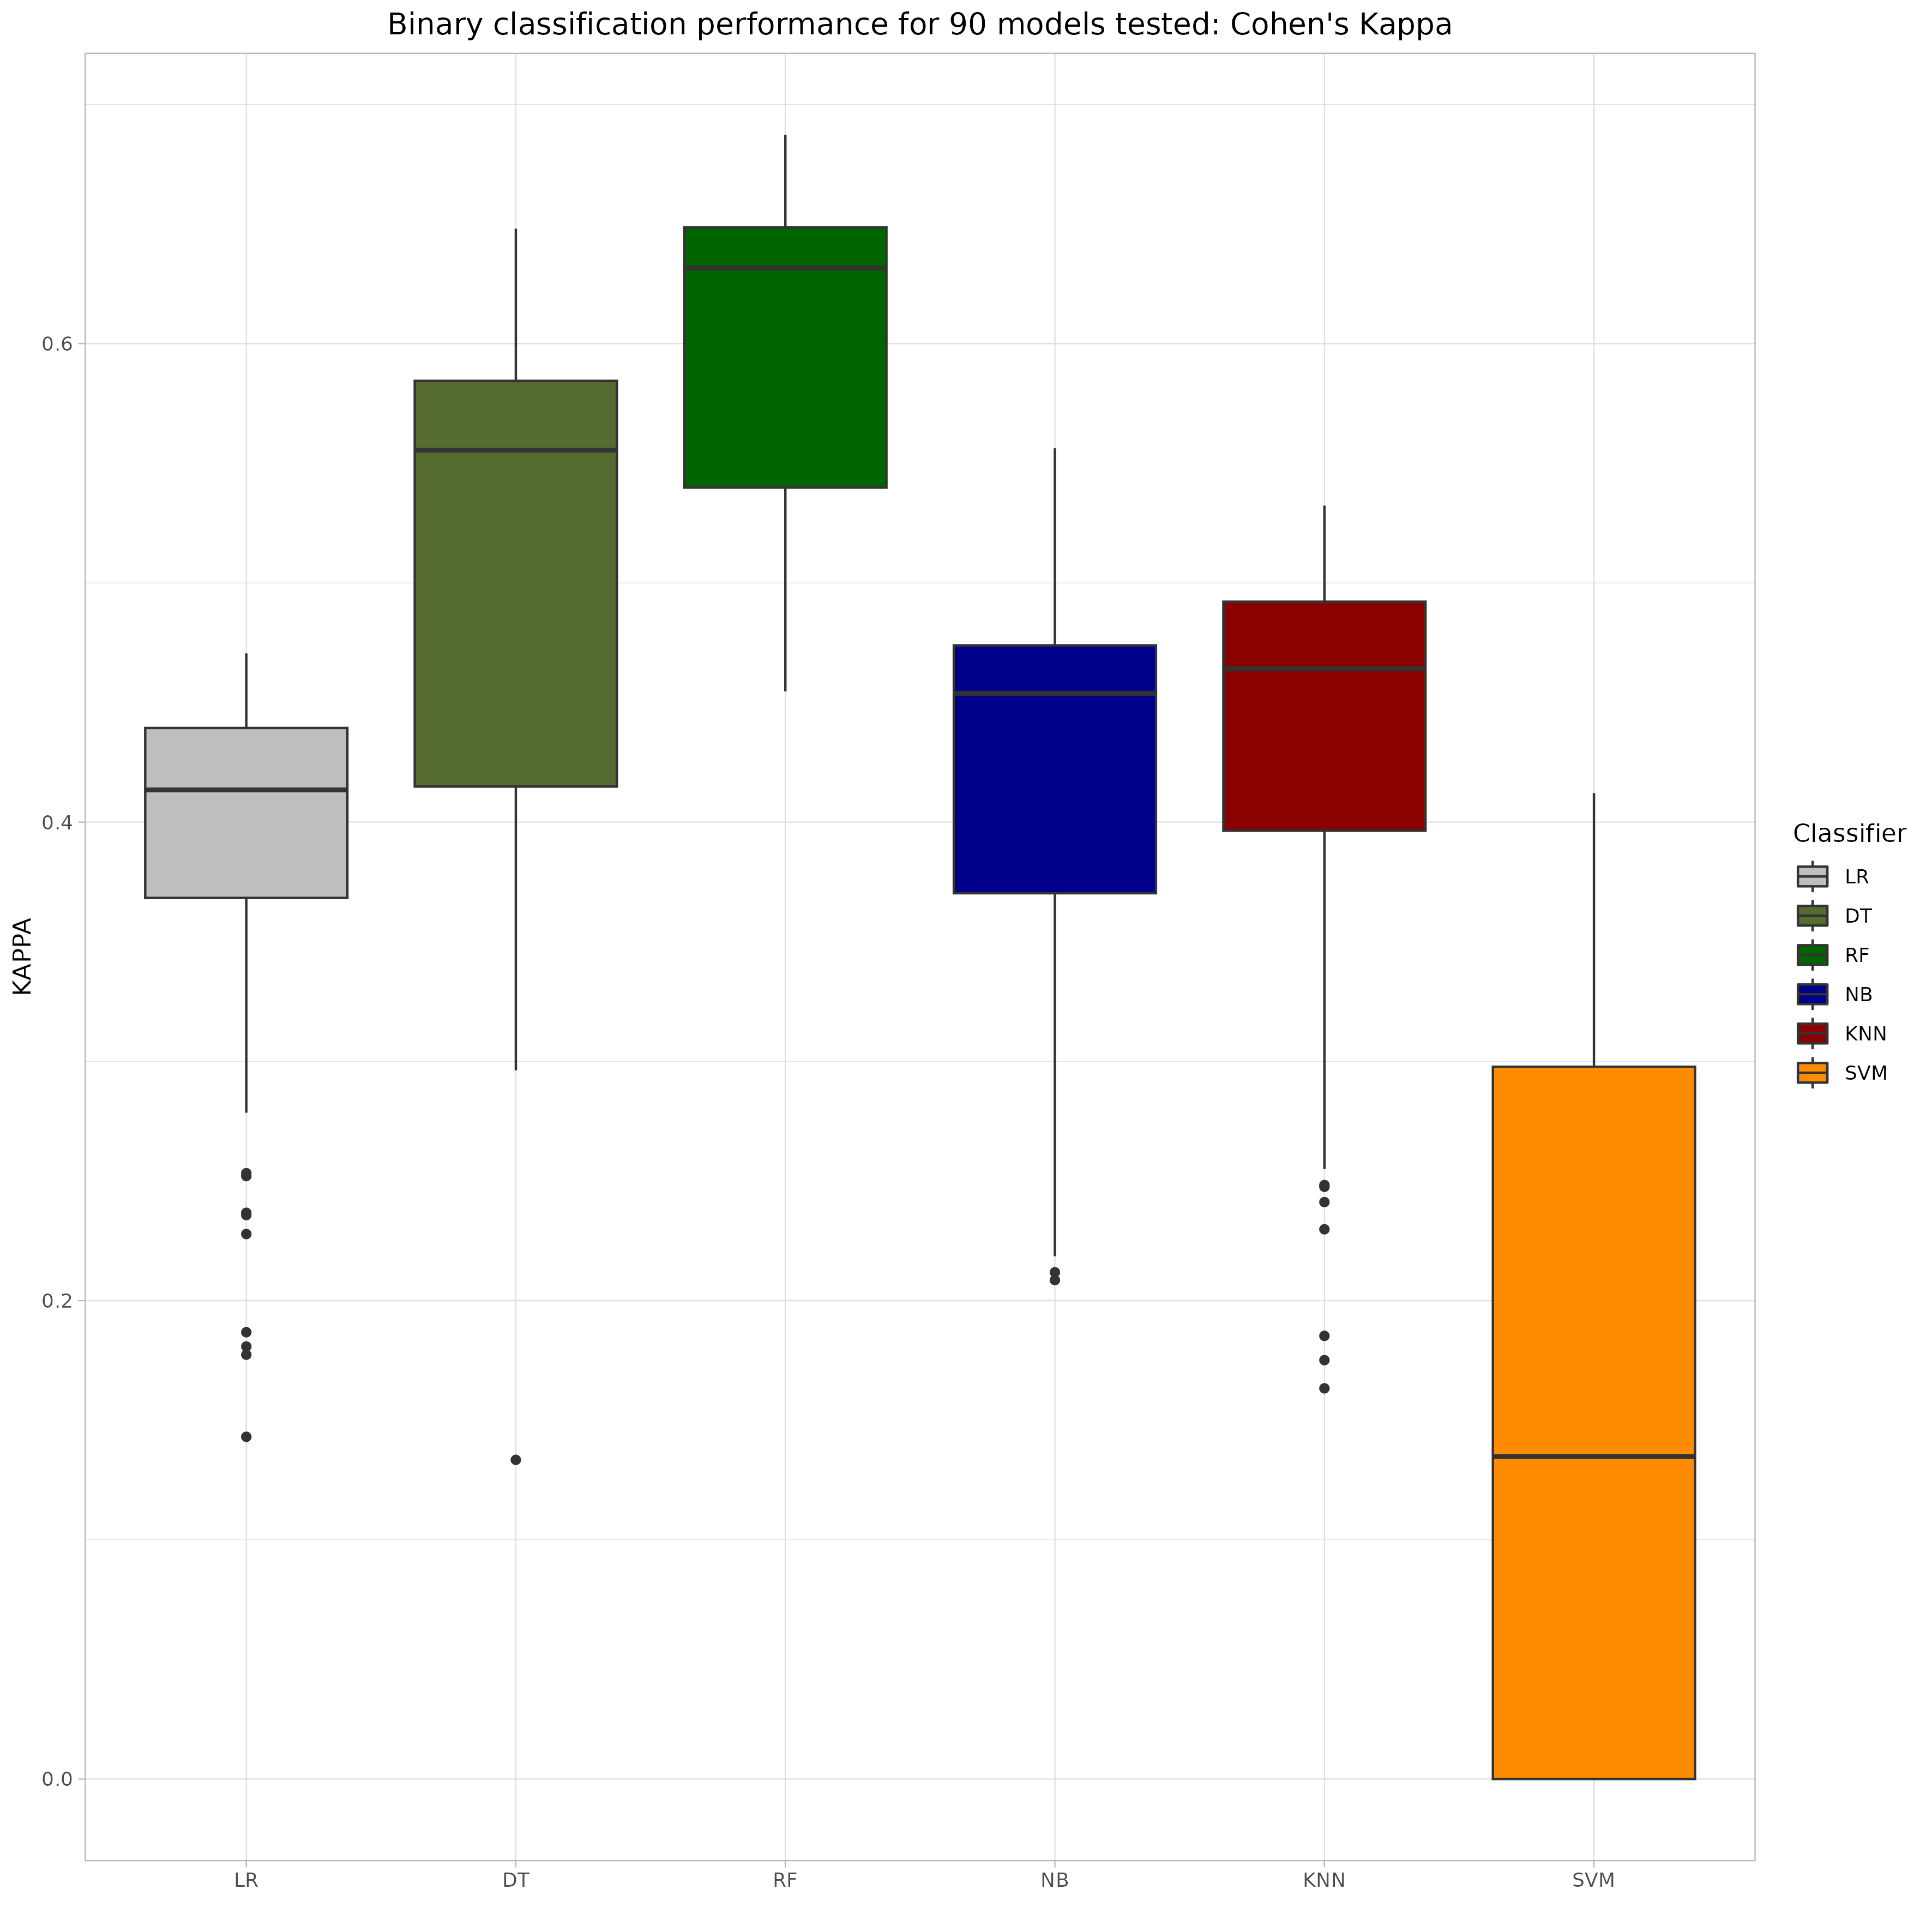 Binary classification performance for 90 models tested: Cohen's Kappa
KAPPA
0.6
0.4
0.2
0.0
LR DT RF NB KNN SVM
Classifier
LR
DT
RF
NB
KNN
SVM